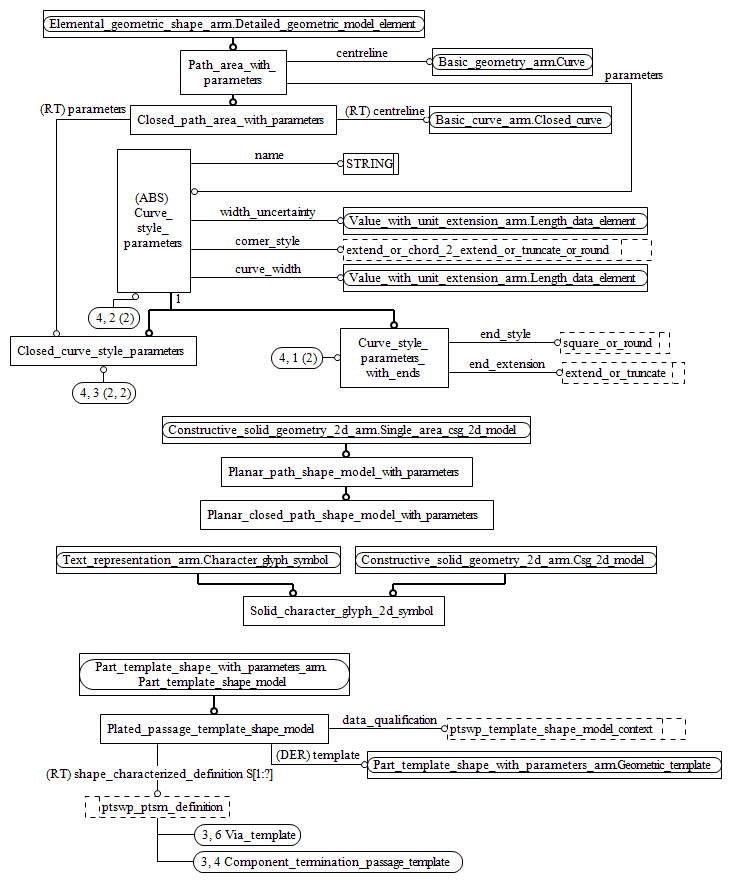 Elemental_geometric_shape_arm.Detailed_geometric_model_element
Path_area_with_
parameters
centreline
Basic_geometry_arm.Curve
parameters
(RT) parameters
Closed_path_area_with_parameters
(RT) centreline
Basic_curve_arm.Closed_curve
(ABS)
Curve_
style_
parameters
name
STRING
width_uncertainty
Value_with_unit_extension_arm.Length_data_element
corner_style
extend_or_chord_2_extend_or_truncate_or_round
curve_width
Value_with_unit_extension_arm.Length_data_element
4, 2 (2)
1
Closed_curve_style_parameters
4, 3 (2, 2)
4, 1 (2)
Curve_style_
parameters_
with_ends
end_style
square_or_round
end_extension
extend_or_truncate
Constructive_solid_geometry_2d_arm.Single_area_csg_2d_model
Planar_path_shape_model_with_parameters
Planar_closed_path_shape_model_with_parameters
Text_representation_arm.Character_glyph_symbol
Constructive_solid_geometry_2d_arm.Csg_2d_model
Solid_character_glyph_2d_symbol
Part_template_shape_with_parameters_arm.
Part_template_shape_model
Plated_passage_template_shape_model
data_qualification
ptswp_template_shape_model_context
(DER) template
Part_template_shape_with_parameters_arm.Geometric_template
(RT) shape_characterized_definition S[1:?]
ptswp_ptsm_definition
3, 6 Via_template
3, 4 Component_termination_passage_template